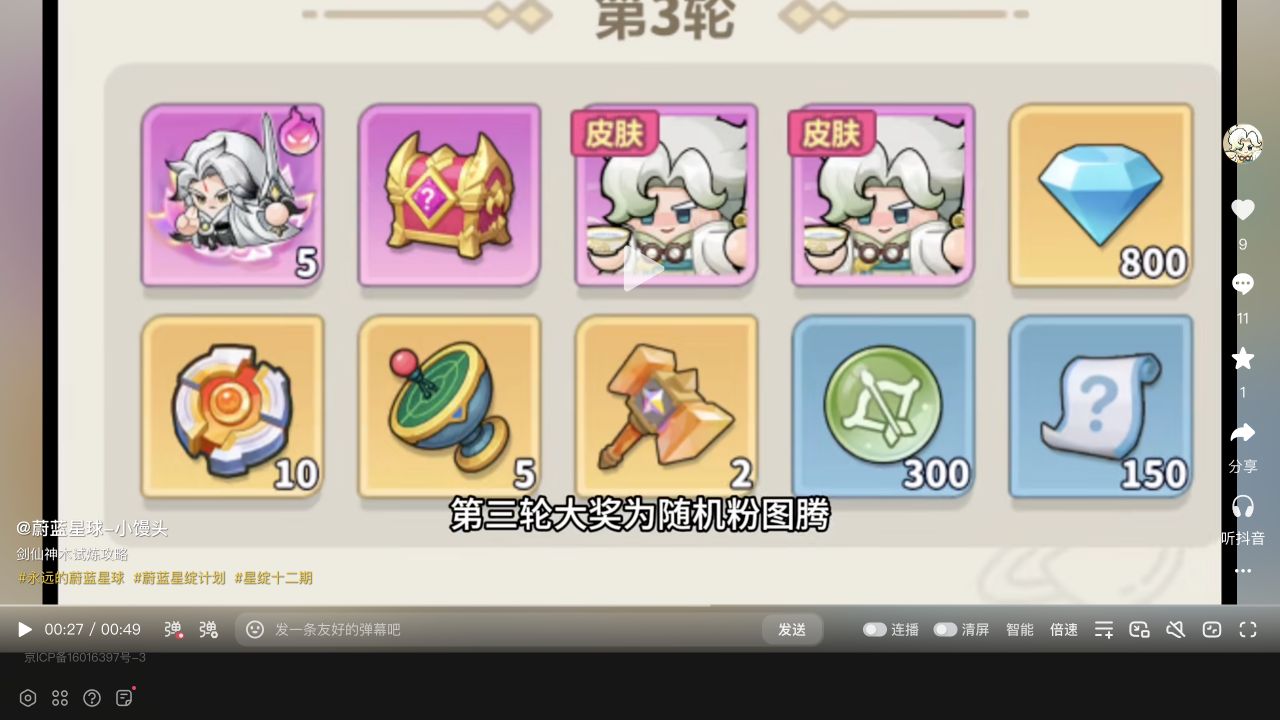 第3轮
皮肤
皮肤
5
800
10
5
2
300
150
第三轮大奖为随机粉图腾
9
11
1
分享
听抖音
@蔚蓝星球-小馒头
剑仙神木试炼攻略
#永远的蔚蓝星球 #蔚蓝星绽计划 #星绽十二期
00:27 / 00:49
弹
弹
发一条友好的弹幕吧
发送
连播
清屏
智能
倍速
京ICP备16016397号-3